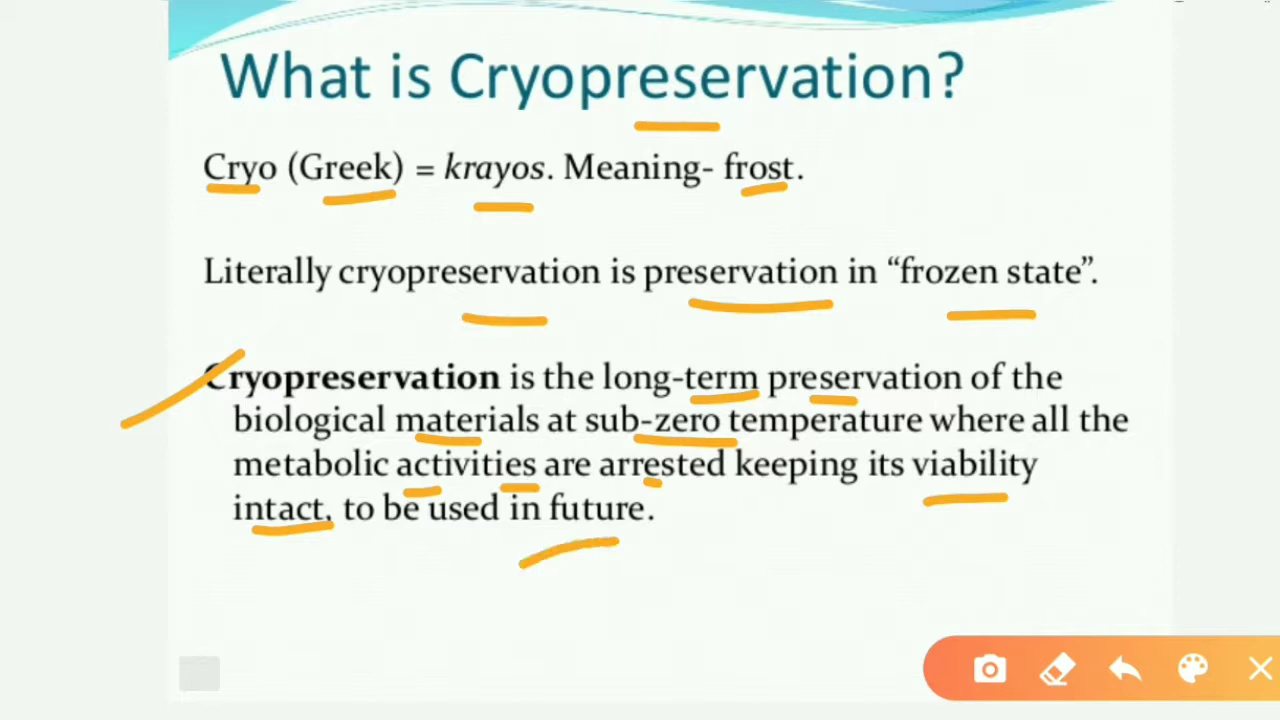 What is Cryopreservation?
Cryo (Greek) = krayos. Meaning- frost.
Literally cryopreservation is preservation in “frozen state”.
Cryopreservation is the long-term preservation of the
biological materials at sub-zero temperature where all the
metabolic activities are arrested keeping its viability
intact, to be used in future.